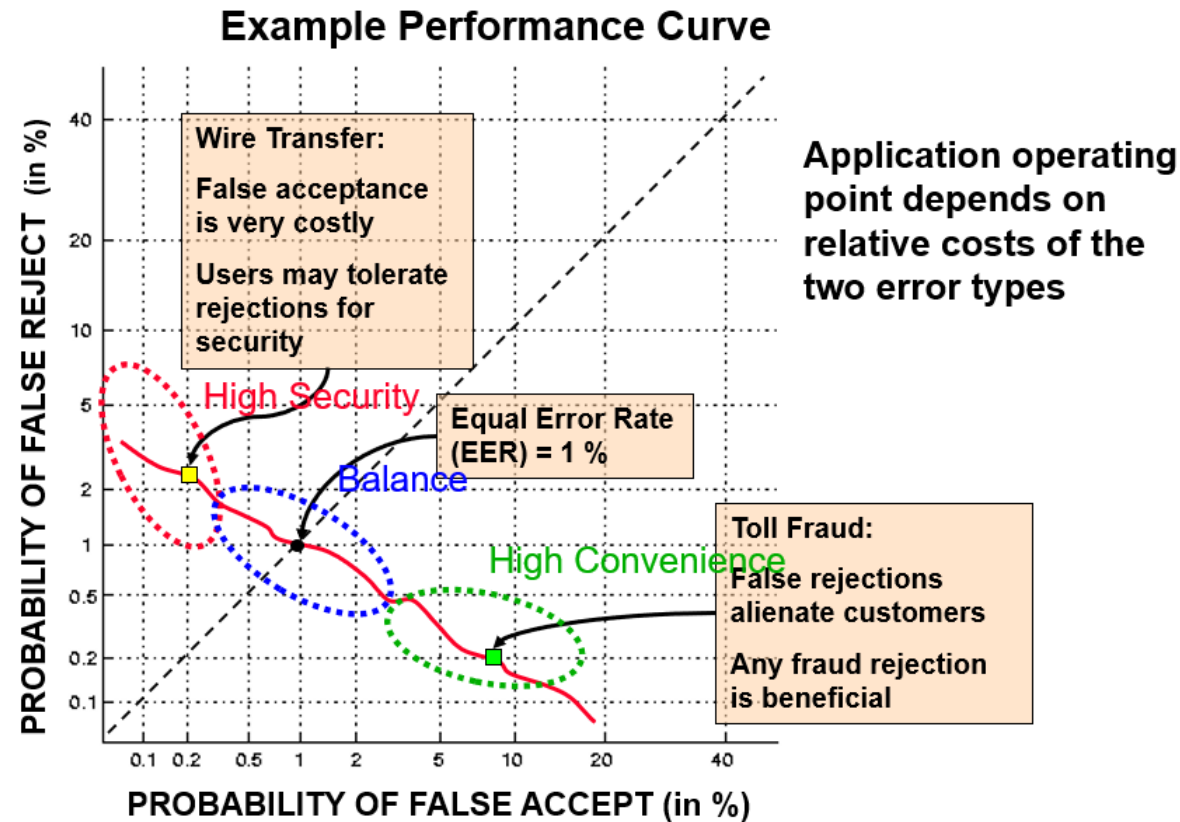 Example Performance Curve
PROBABILITY OF FALSE REJECT (in %)
40
20
10
5
2
1
0.5
0.2
0.1
Wire Transfer:
False acceptance
is very costly
Users may tolerate
rejections for
security
High Security
Equal Error Rate
(EER) = 1 %
Balance
High Convenience
Toll Fraud:
False rejections
alienate customers
Any fraud rejection
is beneficial
Application operating
point depends on
relative costs of the
two error types
0.1 0.2 0.5 1 2 5 10 20 40
PROBABILITY OF FALSE ACCEPT (in %)